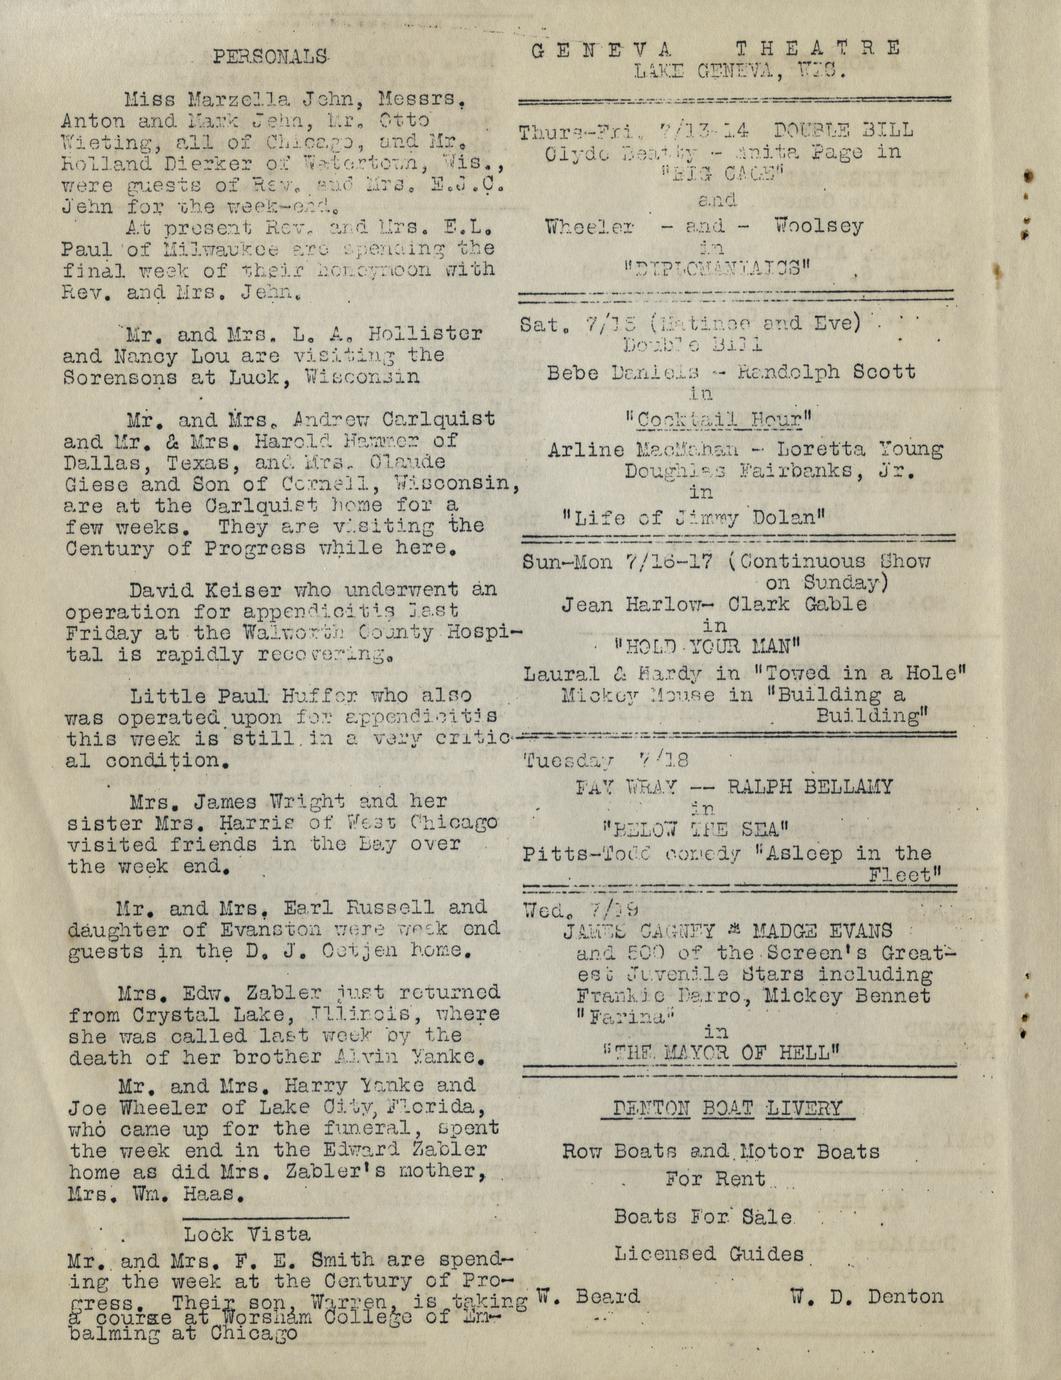 PERSONALS
Miss Marzella Jehn, Messrs.
Anton and Mark Jehn, Mr. Otto
Wieting, all of Chicago, and Mr.
Rolland Dierker of Watertown, Wis.,
were guests of Rev. and Mrs. E.J.C.
Jehn for the week-end.
At present Rev. and Mrs. E.L.
Paul of Milwaukee are spending the
final week of their honeymoon with
Rev. and Mrs. Jehn.
Mr. and Mrs. L. A. Hollister
and Nancy Lou are visiting the
Sorensons at Luck, Wisconsin
Mr. and Mrs. Andrew Carlquist
and Mr. & Mrs. Harold Hammer of
Dallas, Texas, and Mrs. Claude
Giese and Son of Cornell, Wisconsin,
are at the Carlquist home for a
few weeks. They are visiting the
Century of Progress while here.
David Keiser who underwent an
operation for appendicitis last
Friday at the Walworth County Hospi-
tal is rapidly recovering.
Little Paul Huffer who also
was operated upon for appendicitis
this week is still in a very critic-
al condition.
Mrs. James Wright and her
sister Mrs. Harris of West Chicago
visited friends in the Bay over
the week end.
Mr. and Mrs. Earl Russell and
daughter of Evanston were week end
guests in the D. J. Oetjen home.
Mrs. Edw. Zabler just returned
from Crystal Lake, Illinois, where
she was called last week by the
death of her brother Alvin Yanke.
Mr. and Mrs. Harry Yanke and
Joe Wheeler of Lake City, Florida,
who came up for the funeral, spent
the week end in the Edward Zabler
home as did Mrs. Zabler's mother,
Mrs. Wm. Haas.
Lock Vista
Mr. and Mrs. F. E. Smith are spend-
ing the week at the Century of Pro-
gress. Their son, Warren, is taking
a course at Worsham College of Em-
balming at Chicago
GENEVA THEATRE
LAKE GENEVA, WIS.
Thurs-Fri. 7/13-14 DOUBLE BILL
Clyde Beatty - Anita Page in
"BIG CAGE"
and
Wheeler - and - Woolsey
in
"DIPLOMANIAICS"
Sat. 7/15 (Matinee and Eve)
Double Bill
Bebe Daniels - Randolph Scott
in
"Cocktail Hour"
Arline MacMahan - Loretta Young
Doughlas Fairbanks, Jr.
in
"Life of Jimmy Dolan"
Sun-Mon 7/16-17 (Continuous Show
on Sunday)
Jean Harlow- Clark Gable
in
"HOLD YOUR MAN"
Laural & Hardy in "Towed in a Hole"
Mickey Mouse in "Building a
Building"
Tuesday 7/18
FAY WRAY -- RALPH BELLAMY
in
"BELOW THE SEA"
Pitts-Todd comedy "Asleep in the
Fleet"
Wed. 7/19
JAMES CAGNEY * MADGE EVANS
and 500 of the Screen's Great-
est Juvenile Stars including
Frankie Darro, Mickey Bennet
"Farina"
in
"THE MAYOR OF HELL"
DENTON BOAT LIVERY
Row Boats and Motor Boats
For Rent
Boats For Sale
Licensed Guides
W. Beard W. D. Denton